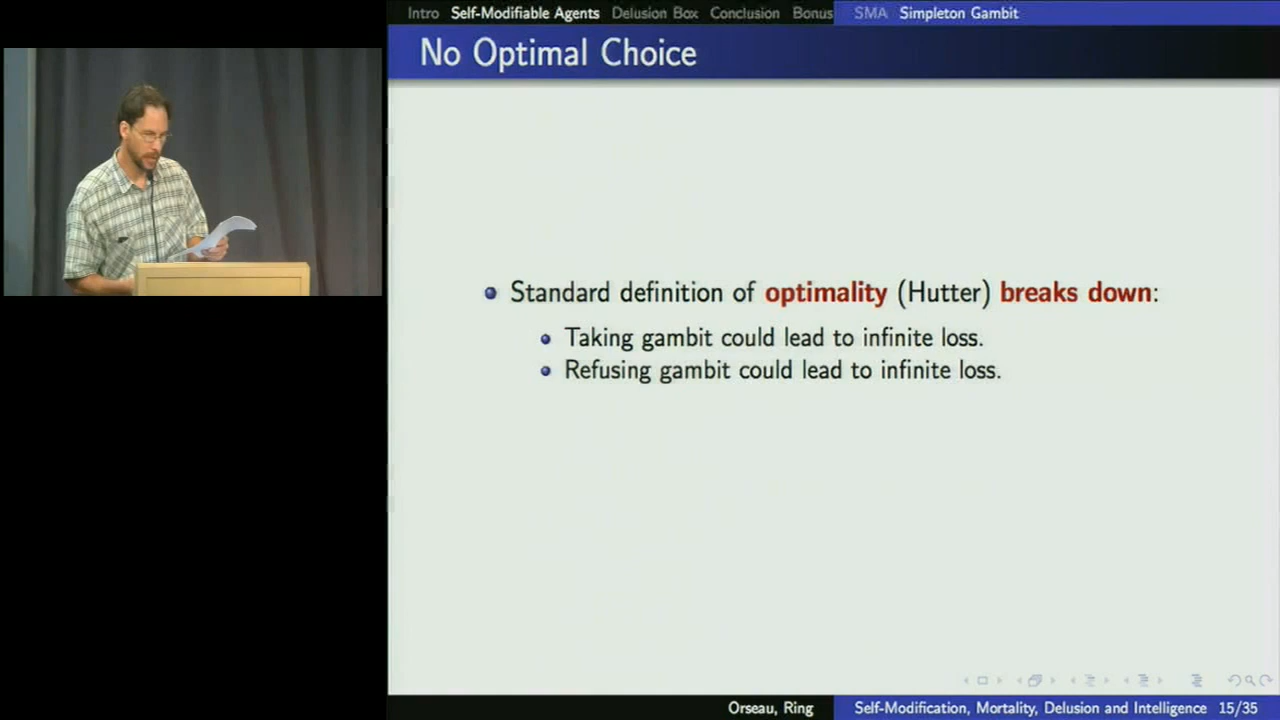 Intro Self-Modifiable Agents Delusion Box Conclusion Bonus SMA Simpleton Gambit
No Optimal Choice
Standard definition of optimality (Hutter) breaks down:
Taking gambit could lead to infinite loss.
Refusing gambit could lead to infinite loss.
Orseau, Ring Self-Modification, Mortality, Delusion and Intelligence 15/35